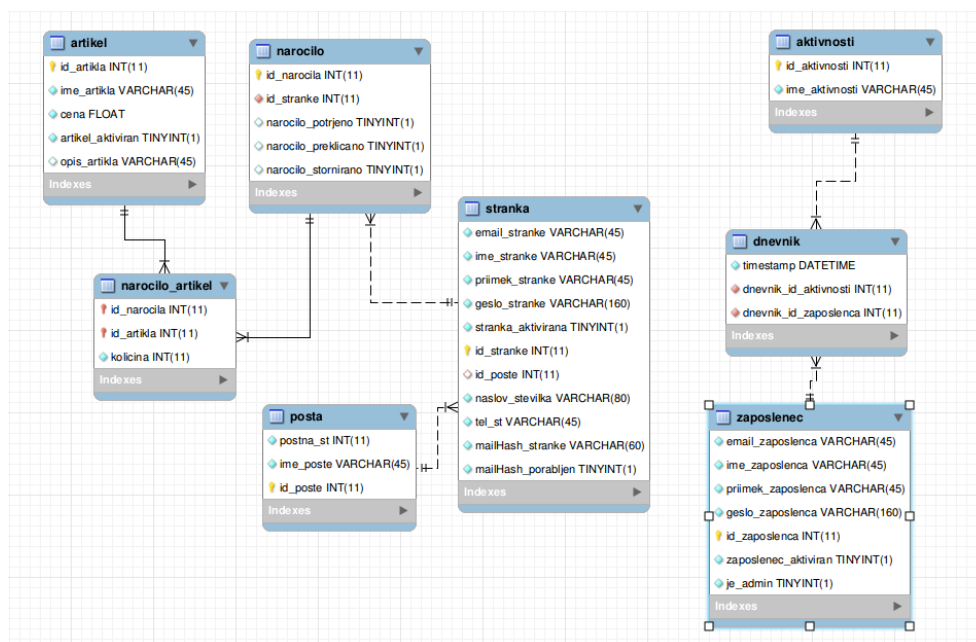 artikel
id_artikla INT(11)
ime_artikla VARCHAR(45)
cena FLOAT
artikel_aktiviran TINYINT(1)
opis_artikla VARCHAR(45)
Indexes
narocilo
id_narocila INT(11)
id_stranke INT(11)
narocilo_potrjeno TINYINT(1)
narocilo_preklicano TINYINT(1)
narocilo_stornirano TINYINT(1)
Indexes
aktivnosti
id_aktivnosti INT(11)
ime_aktivnosti VARCHAR(45)
Indexes
stranka
email_stranke VARCHAR(45)
ime_stranke VARCHAR(45)
priimek_stranke VARCHAR(45)
geslo_stranke VARCHAR(160)
stranka_aktivirana TINYINT(1)
id_stranke INT(11)
id_poste INT(11)
naslov_stevilka VARCHAR(80)
tel_st VARCHAR(45)
mailHash_stranke VARCHAR(60)
mailHash_porabljen TINYINT(1)
Indexes
dnevnik
timestamp DATETIME
dnevnik_id_aktivnosti INT(11)
dnevnik_id_zaposlenca INT(11)
Indexes
narocilo_artikel
id_narocila INT(11)
id_artikla INT(11)
kolicina INT(11)
Indexes
posta
postna_st INT(11)
ime_poste VARCHAR(45)
id_poste INT(11)
Indexes
zaposlenec
email_zaposlenca VARCHAR(45)
ime_zaposlenca VARCHAR(45)
priimek_zaposlenca VARCHAR(45)
geslo_zaposlenca VARCHAR(160)
id_zaposlenca INT(11)
zaposlenec_aktiviran TINYINT(1)
je_admin TINYINT(1)
Indexes